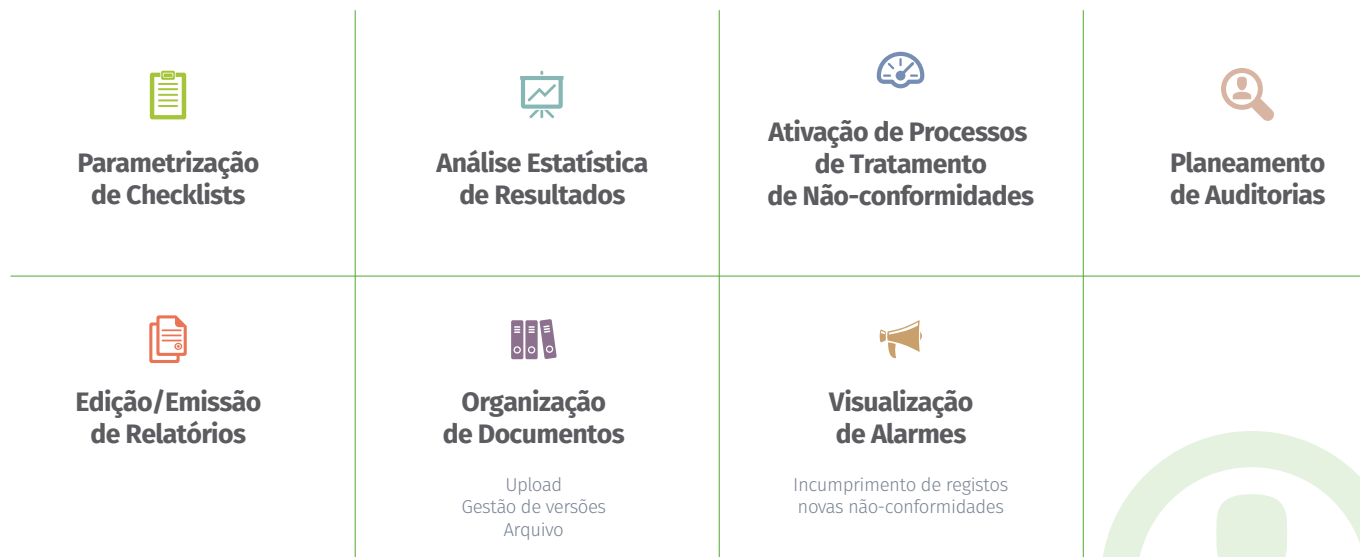 Parametrização
de Checklists
Análise Estatística
de Resultados
Ativação de Processos
de Tratamento
de Não-conformidades
Planeamento
de Auditorias
Edição/Emissão
de Relatórios
Organização
de Documentos
Upload
Gestão de versões
Arquivo
Visualização
de Alarmes
Incumprimento de registos
novas não-conformidades